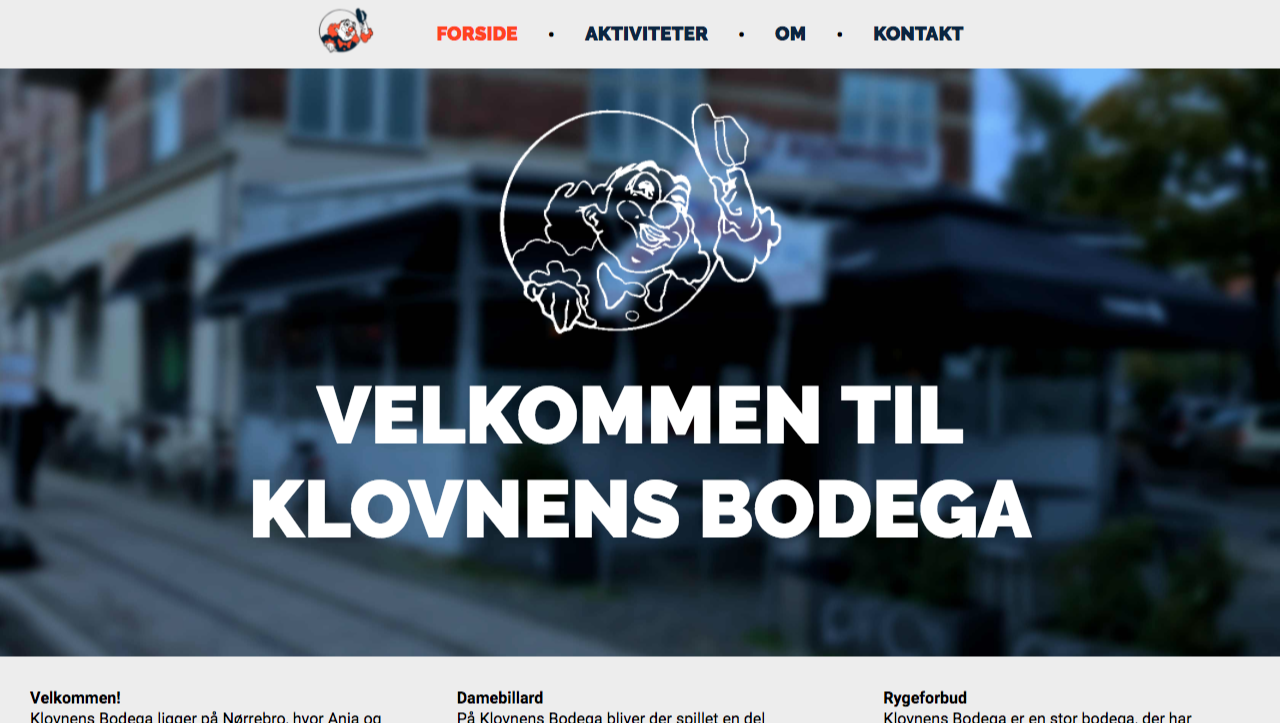 FORSIDE • AKTIVITETER • OM • KONTAKT
VELKOMMEN TIL
KLOVNENS BODEGA
Velkommen!
Klovnens Bodega ligger på Nørrebro, hvor Anja og
Damebillard
På Klovnens Bodega bliver der spillet en del
Rygeforbud
Klovnens Bodega er en stor bodega, der har